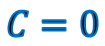 C = 0